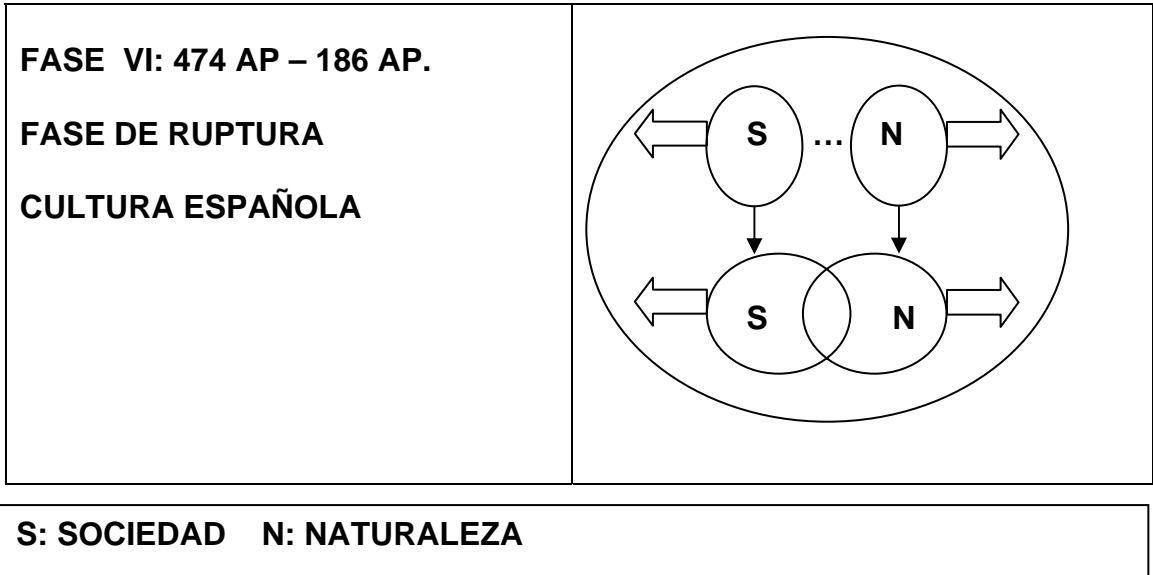 FASE VI: 474 AP – 186 AP.
FASE DE RUPTURA
CULTURA ESPAÑOLA
S ... N
S N
S: SOCIEDAD N: NATURALEZA